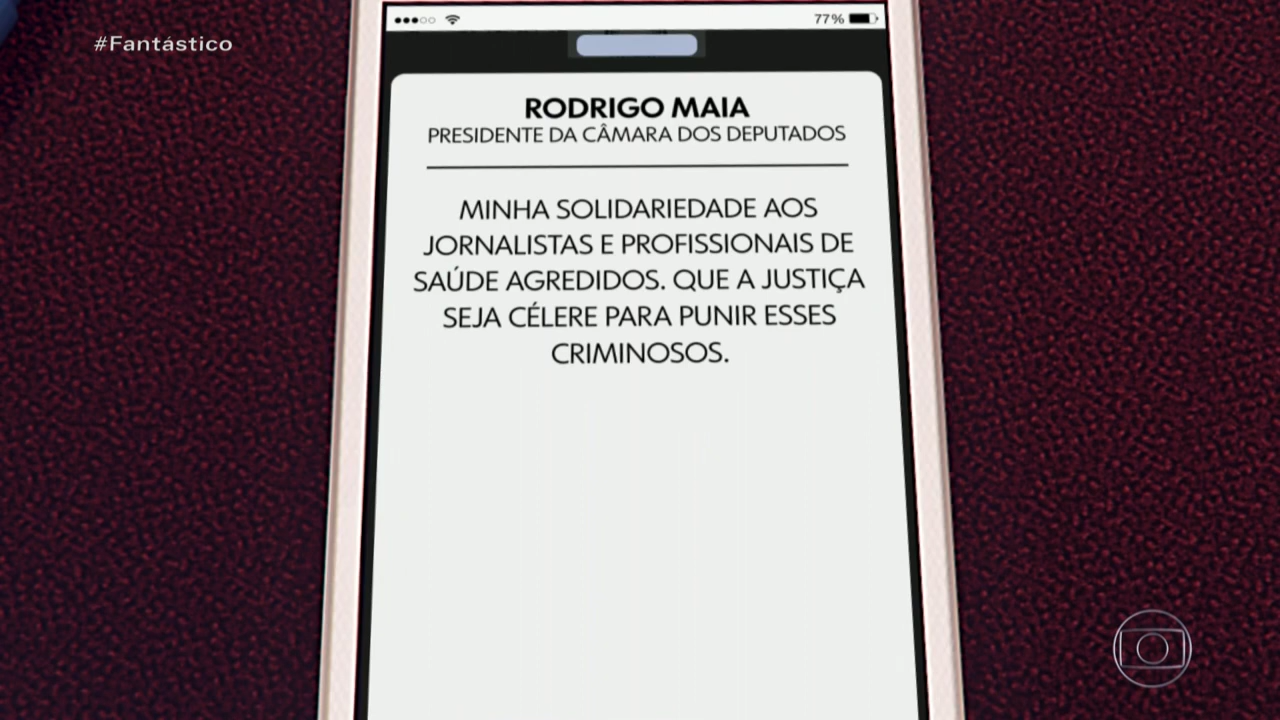 #Fantástico
77%
RODRIGO MAIA
PRESIDENTE DA CÂMARA DOS DEPUTADOS
MINHA SOLIDARIEDADE AOS
JORNALISTAS E PROFISSIONAIS DE
SAÚDE AGREDIDOS. QUE A JUSTIÇA
SEJA CÉLERE PARA PUNIR ESSES
CRIMINOSOS.